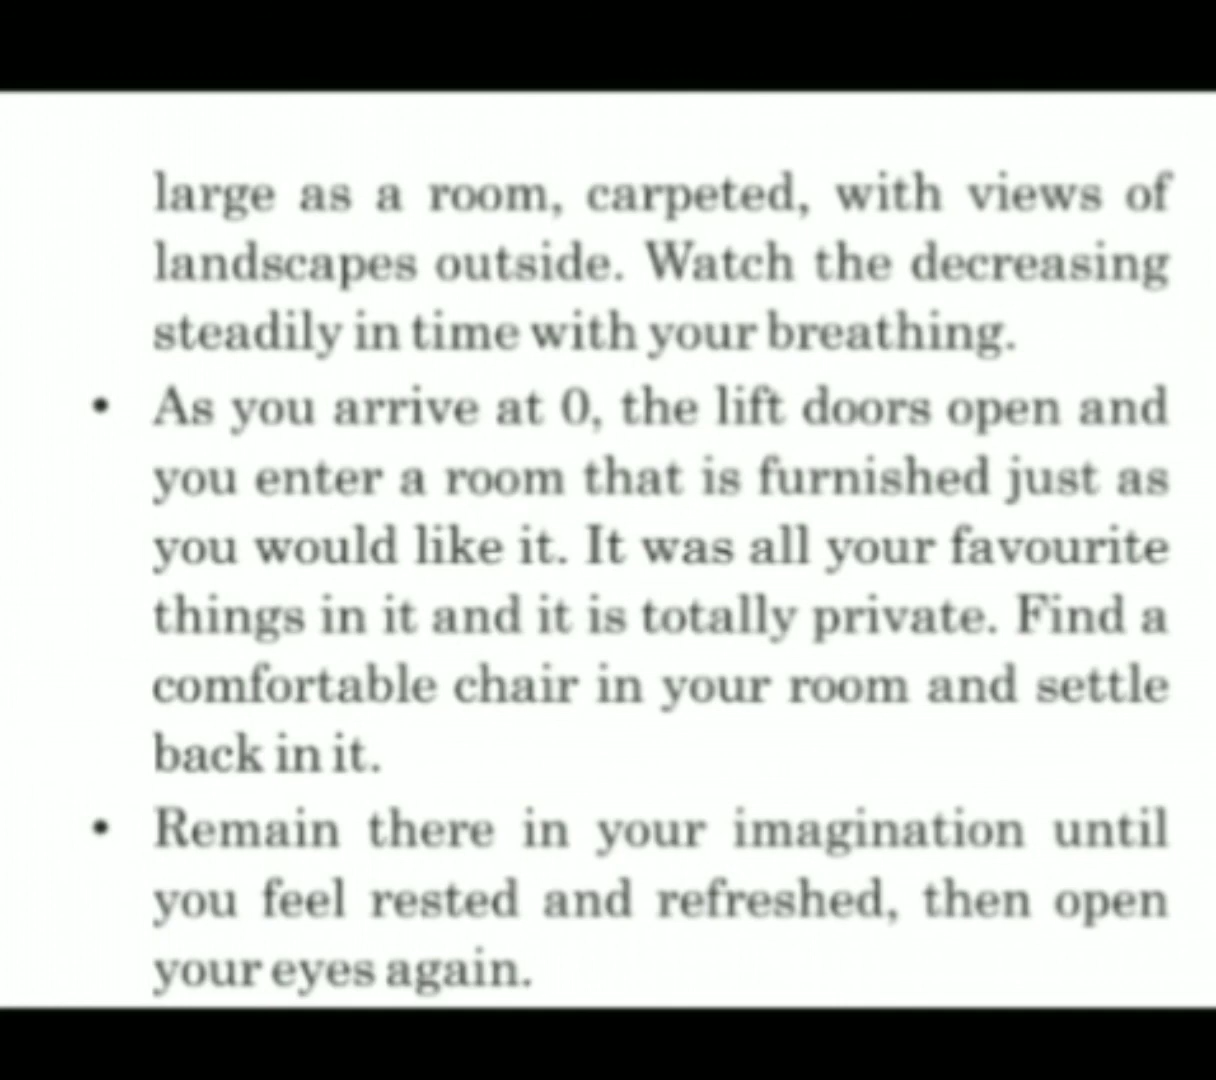 large as a room, carpeted, with views of
landscapes outside. Watch the decreasing
steadily in time with your breathing.
• As you arrive at 0, the lift doors open and
you enter a room that is furnished just as
you would like it. It was all your favourite
things in it and it is totally private. Find a
comfortable chair in your room and settle
back in it.
• Remain there in your imagination until
you feel rested and refreshed, then open
your eyes again.